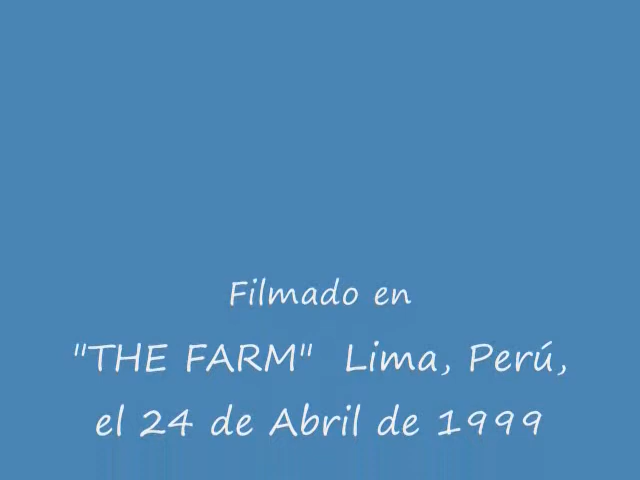 Filmado en
"THE FARM" Lima, Perú,
el 24 de Abril de 1999